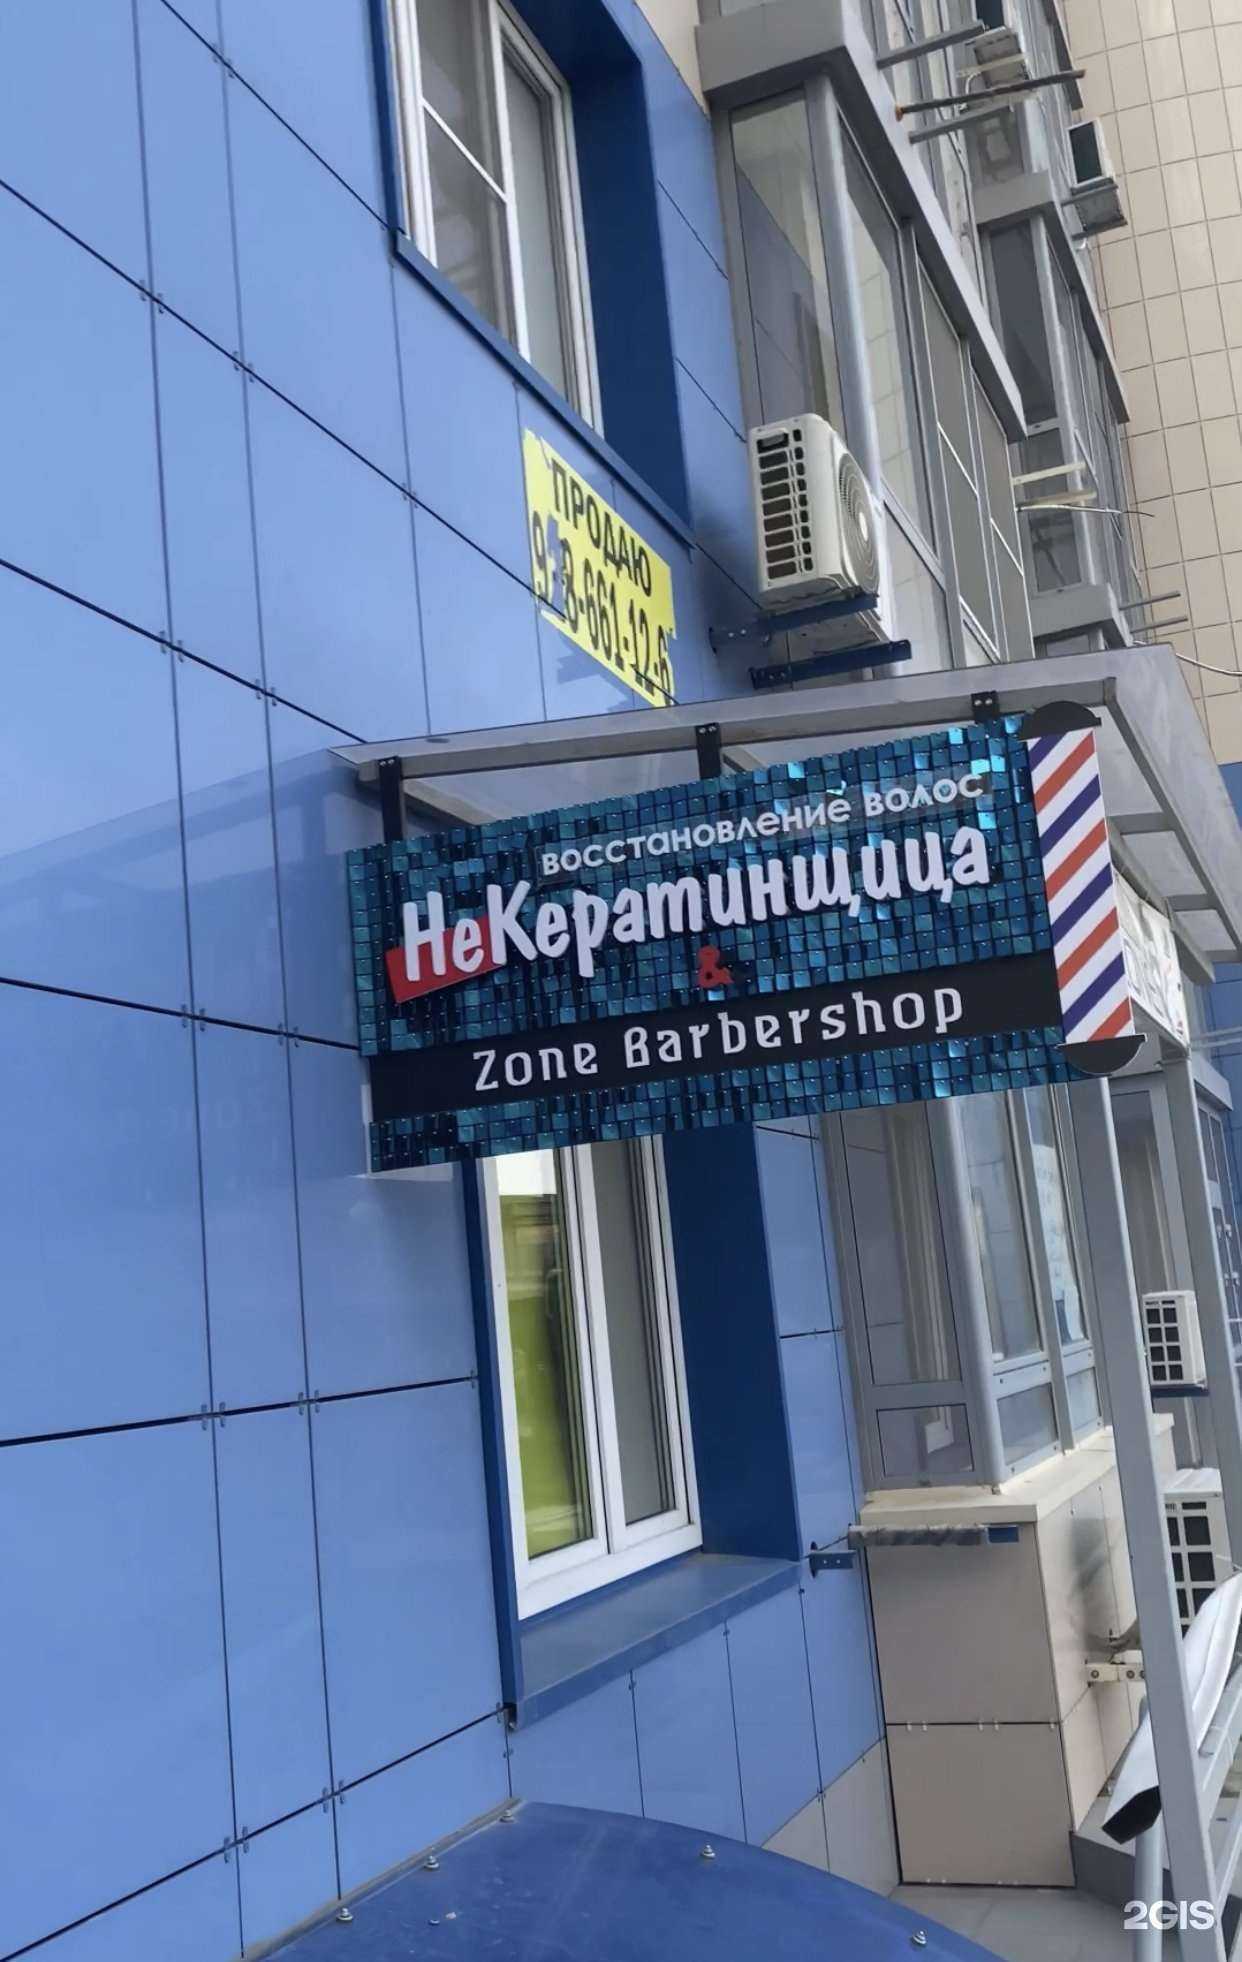 ПРОДАЮ
ВОССТАНОВЛЕНИЕ ВОЛОС
НеКератинщица
&
Zone Barbershop
2GIS